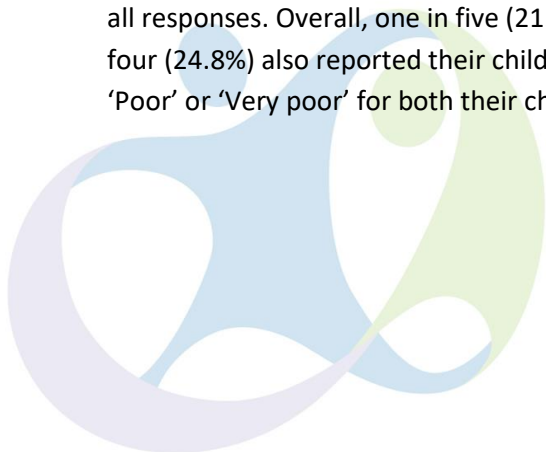 all responses. Overall, one in five (21
four (24.8%) also reported their child
‘Poor’ or ‘Very poor’ for both their ch